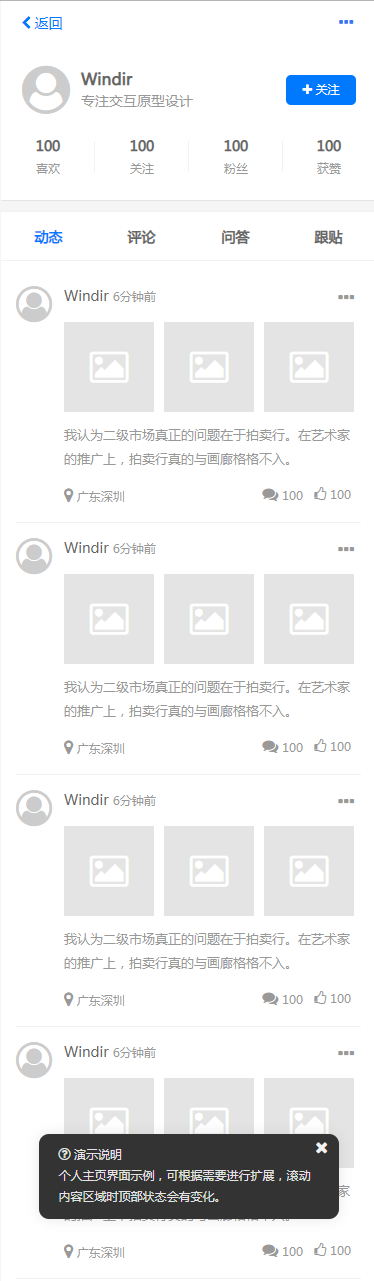 返回
Windir
专注交互原型设计
关注
100 100 100 100
喜欢 关注 粉丝 获赞
动态 评论 问答 跟贴
Windir 6分钟前
我认为二级市场真正的问题在于拍卖行。在艺术家
的推广上，拍卖行真的与画廊格格不入。
广东深圳 100 100
Windir 6分钟前
我认为二级市场真正的问题在于拍卖行。在艺术家
的推广上，拍卖行真的与画廊格格不入。
广东深圳 100 100
Windir 6分钟前
我认为二级市场真正的问题在于拍卖行。在艺术家
的推广上，拍卖行真的与画廊格格不入。
广东深圳 100 100
Windir 6分钟前
演示说明
个人主页界面示例，可根据需要进行扩展，滚动
内容区域时顶部状态会有变化。
家
广东深圳 100 100